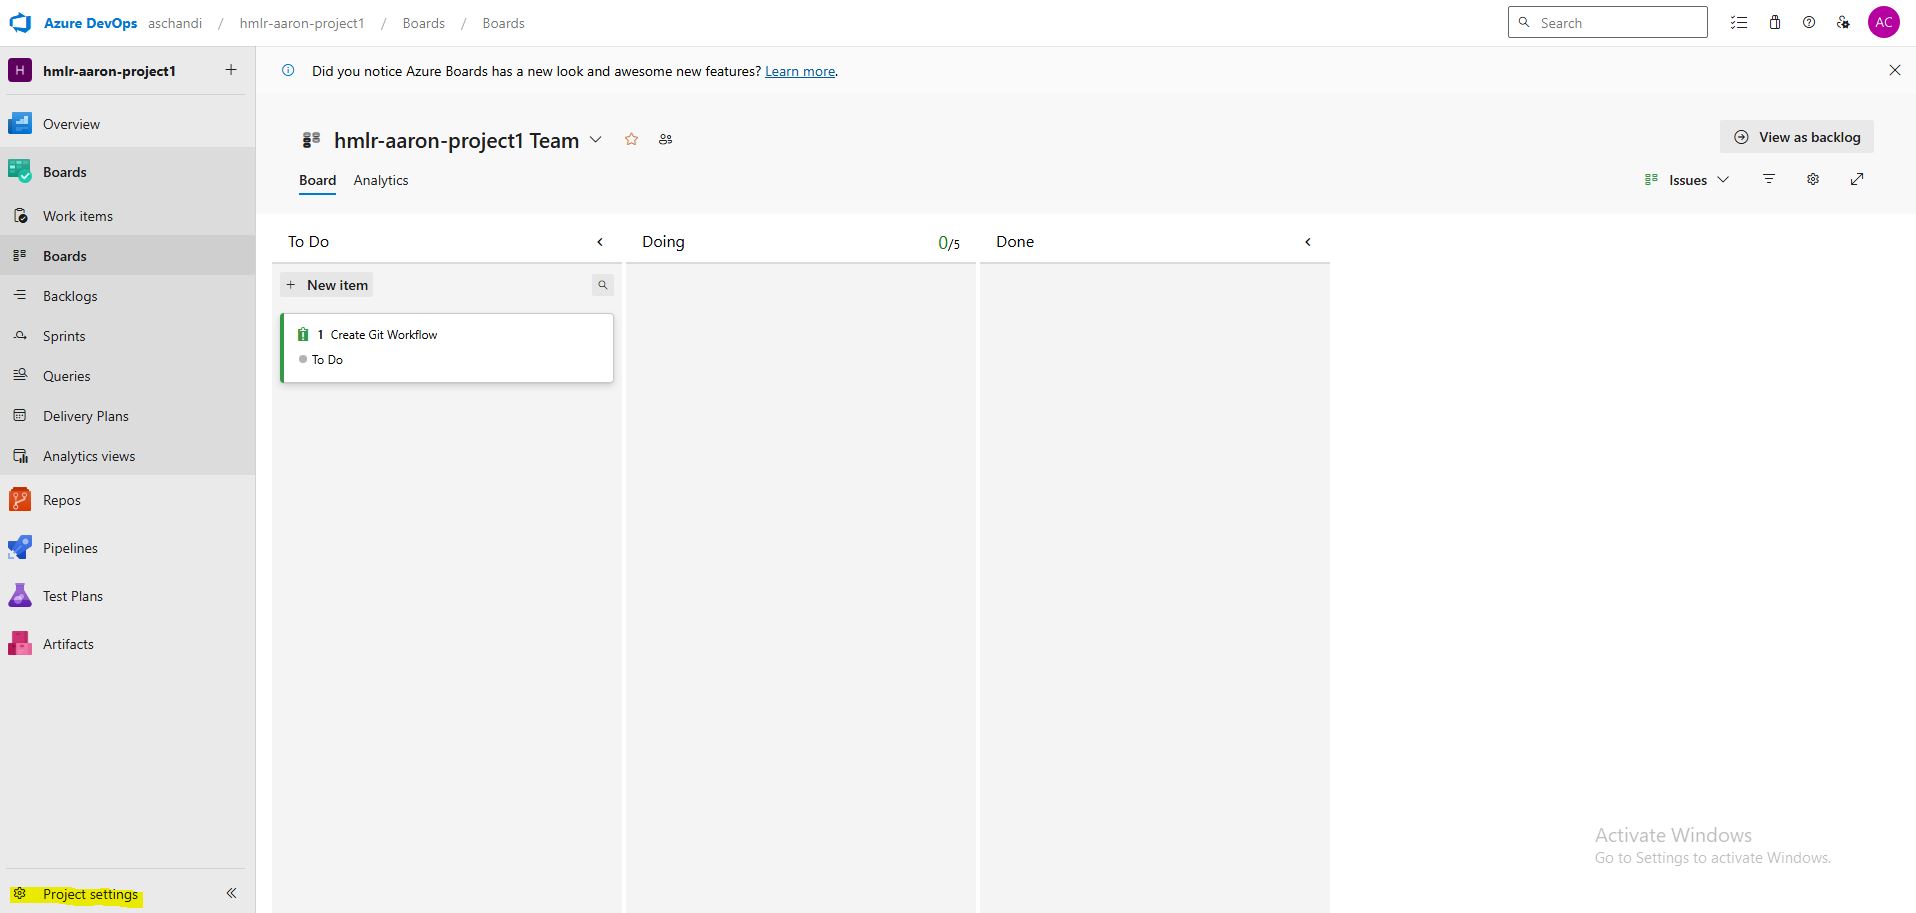 Azure DevOps aschandi / hmlr-aaron-project1 / Boards / Boards
Search
AC
H hmlr-aaron-project1 +
Did you notice Azure Boards has a new look and awesome new features? Learn more.
Overview
Boards
Work items
Boards
Backlogs
Sprints
Queries
Delivery Plans
Analytics views
Repos
Pipelines
Test Plans
Artifacts
Project settings
hmlr-aaron-project1 Team
View as backlog
Board Analytics
Issues
To Do
Doing 0/5
Done
+ New item
1 Create Git Workflow
To Do
Activate Windows
Go to Settings to activate Windows.